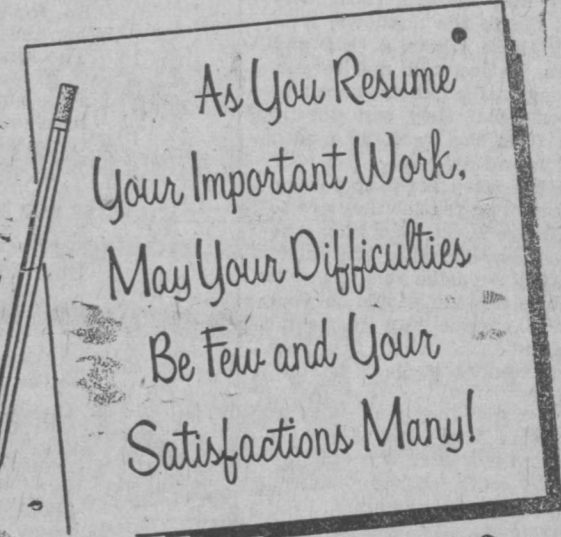 As You Resume
Your Important Work,
May Your Difficulties
Be Few and Your
Satisfactions Many!